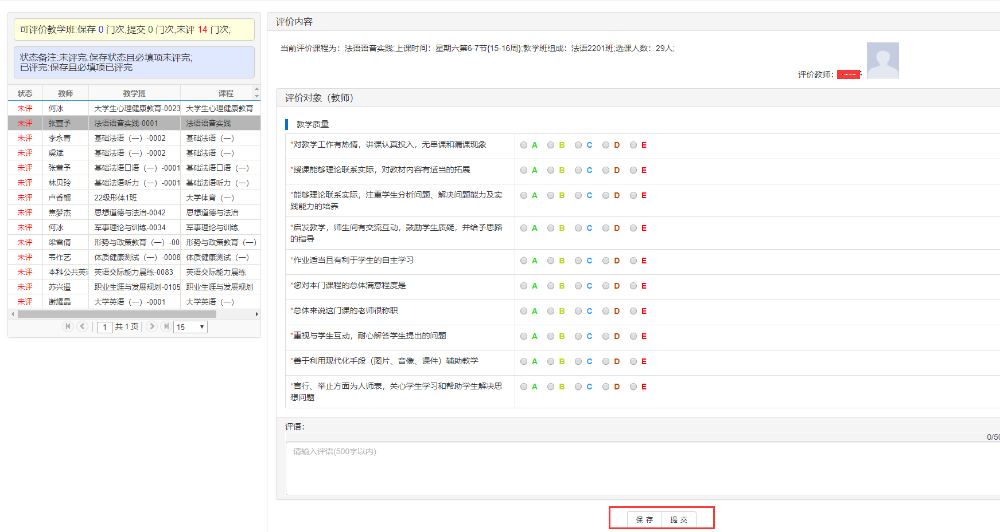 可评价教学班:保存 0 门次,提交 0 门次,未评 14 门次;
状态备注:未评完:保存状态且必填项未评完;
已评完:保存且必填项已评完
状态 教师 教学班 课程
未评 何冰 大学生心理健康教育-0023 大学生心理健康教育
未评 张萱予 法语语音实践-0001 法语语音实践
未评 李永青 基础法语（一）-0002 基础法语（一）
未评 虞斌 基础法语（一）-0002 基础法语（一）
未评 张萱予 基础法语口语（一）-0001 基础法语口语（一）
未评 林贝玲 基础法语听力（一）-0001 基础法语听力（一）
未评 卢香榴 22级形体1班 大学体育（一）
未评 焦梦杰 思想道德与法治-0042 思想道德与法治
未评 何冰 军事理论与训练-0034 军事理论与训练
未评 梁雪倩 形势与政策教育（一）-00 形势与政策教育（一）
未评 韦作艺 体质健康测试（一）-0008 体质健康测试（一）
未评 本科公共英语 英语交际能力晨练-0083 英语交际能力晨练
未评 苏兴遥 职业生涯与发展规划-0105 职业生涯与发展规划
未评 谢耀晶 大学英语（一）-0001 大学英语（一）
1 共 1 页 15
评价内容
当前评价课程为：法语语音实践;上课时间：星期六第6-7节{15-16周};教学班组成：法语2201班;选课人数：29人;
评价教师：
评价对象（教师）
教学质量
*对教学工作有热情，讲课认真投入，无串课和漏课现象 A B C D E
*授课能够理论联系实际，对教材内容有适当的拓展 A B C D E
*能够理论联系实际，注重学生分析问题、解决问题能力及实 A B C D E
践能力的培养
*启发教学，师生间有交流互动，鼓励学生质疑，并给予思路 A B C D E
的指导
*作业适当且有利于学生的自主学习 A B C D E
*您对本门课程的总体满意程度是 A B C D E
*总体来说这门课的老师很称职 A B C D E
*重视与学生互动，耐心解答学生提出的问题 A B C D E
*善于利用现代化手段（图片、音像、课件）辅助教学 A B C D E
*言行、举止方面为人师表，关心学生学习和帮助学生解决思 A B C D E
想问题
评语：
0/50
请输入评语(500字以内)
保 存 提 交